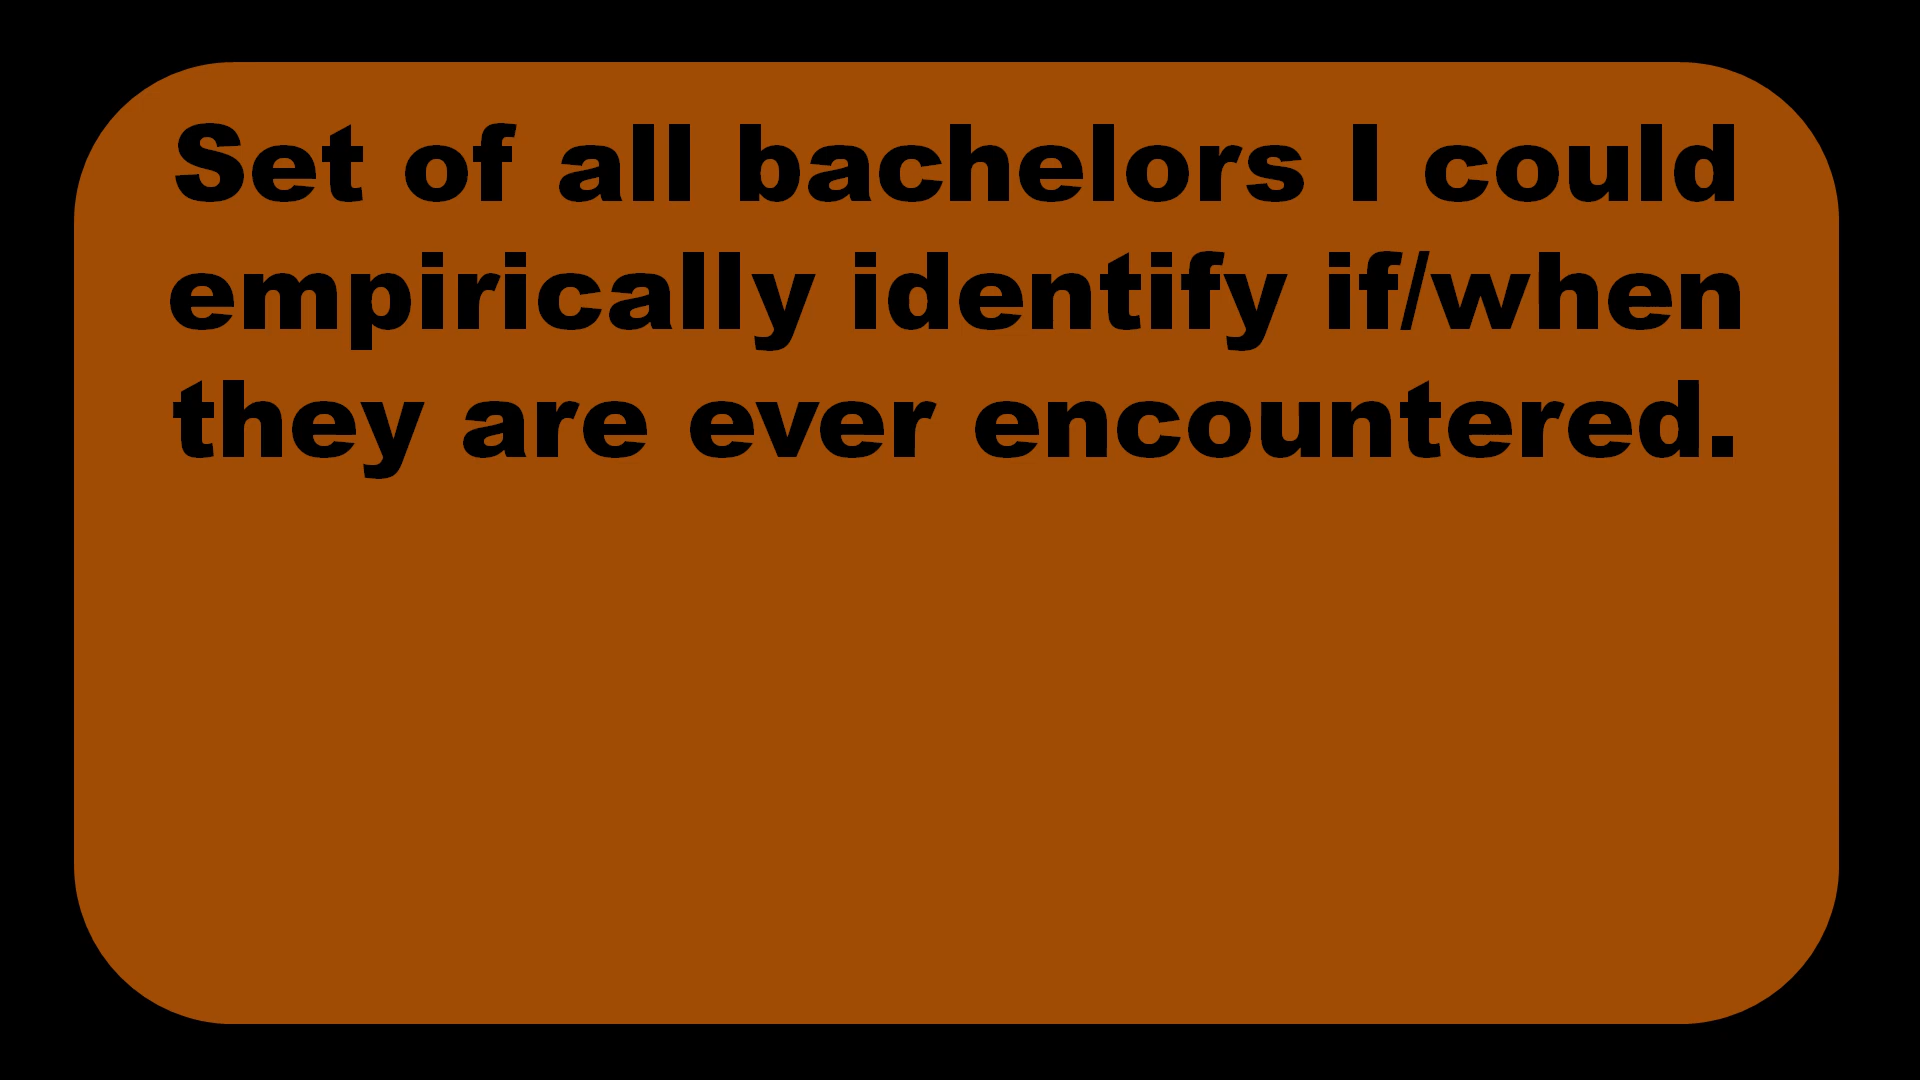 Set of all bachelors I could
empirically identify if/when
they are ever encountered.